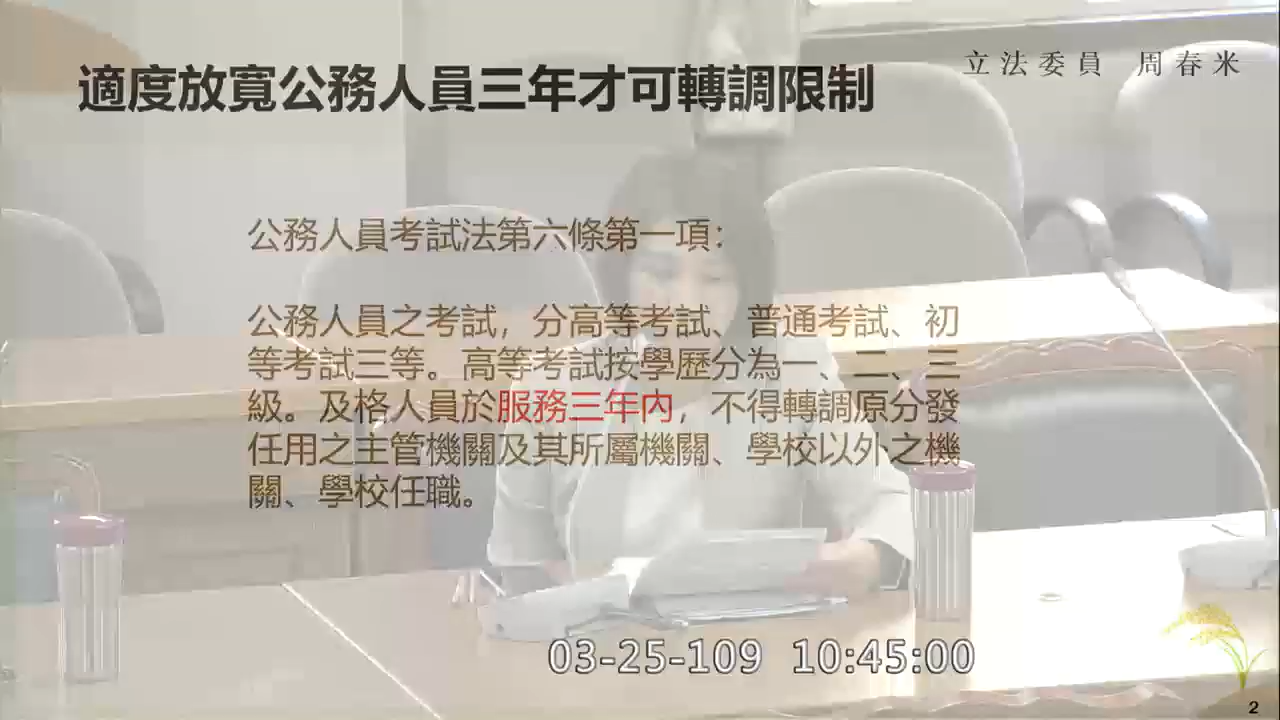 立法委員 周春米
適度放寬公務人員三年才可轉調限制
公務人員考試法第六條第一項：
公務人員之考試，分高等考試、普通考試、初
等考試三等。高等考試按學歷分為一、二、三
級。及格人員於服務三年內，不得轉調原分發
任用之主管機關及其所屬機關、學校以外之機
關、學校任職。
03-25-109 10:45:00
2